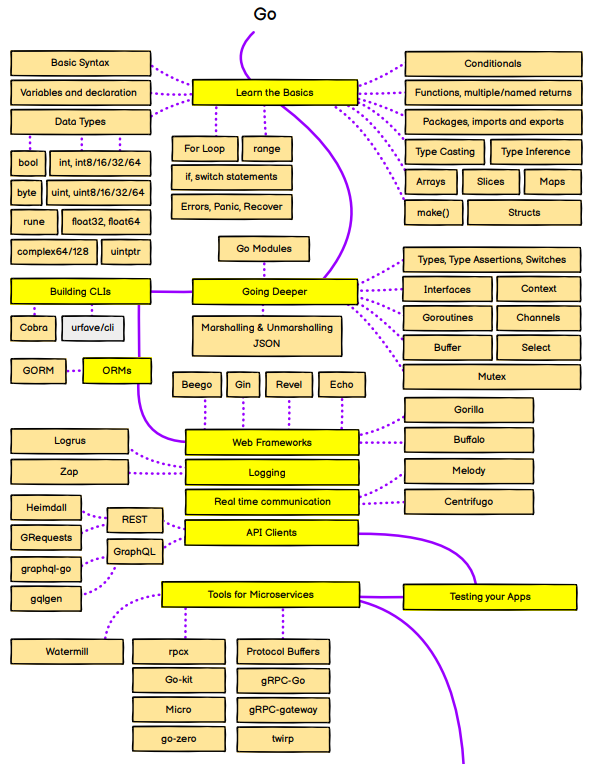 Go
Basic Syntax
Variables and declaration
Data Types
bool
int, int8/16/32/64
byte
uint, uint8/16/32/64
rune
float32, float64
complex64/128
uintptr
Learn the Basics
For Loop
range
if, switch statements
Errors, Panic, Recover
Conditionals
Functions, multiple/named returns
Packages, imports and exports
Type Casting
Type Inference
Arrays
Slices
Maps
make()
Structs
Go Modules
Going Deeper
Marshalling & Unmarshalling
JSON
Types, Type Assertions, Switches
Interfaces
Context
Goroutines
Channels
Buffer
Select
Mutex
Building CLIs
Cobra
urfave/cli
GORM
ORMs
Beego
Gin
Revel
Echo
Web Frameworks
Gorilla
Buffalo
Logrus
Zap
Logging
Real time communication
Melody
Centrifugo
Heimdall
GRequests
REST
graphql-go
gqlgen
GraphQL
API Clients
Testing your Apps
Tools for Microservices
Watermill
rpcx
Go-kit
Micro
go-zero
Protocol Buffers
gRPC-Go
gRPC-gateway
twirp